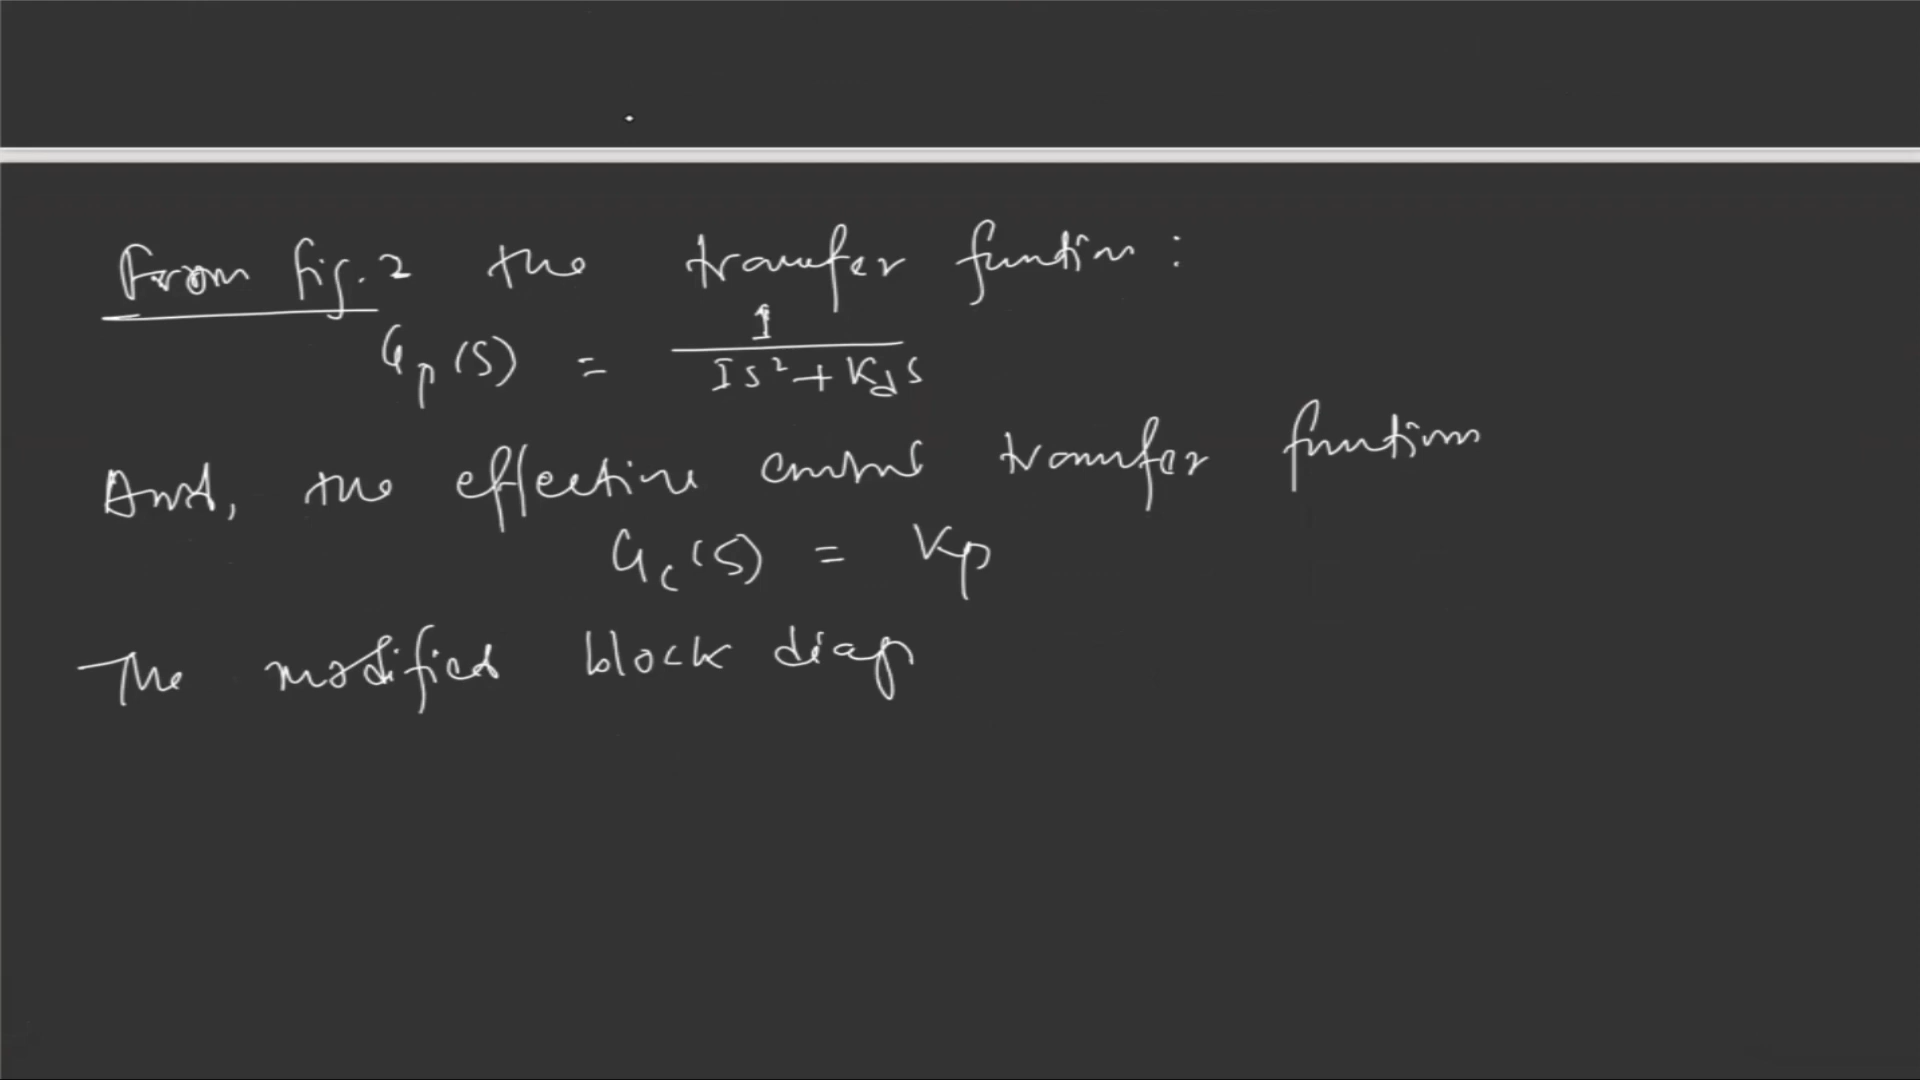 From fig. 2 the transfer function :
Gp(s) = 1 / (Is² + Kds)
And, the effective control transfer function
Gc(s) = Kp
The modified block diag